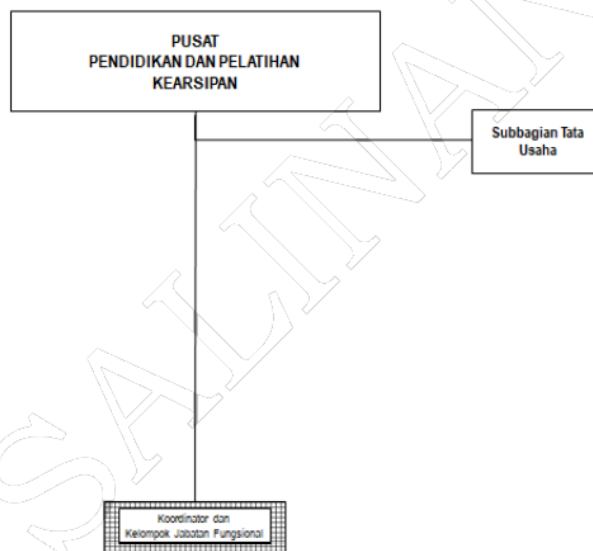 PUSAT
PENDIDIKAN DAN PELATIHAN
KEARSIPAN
Subbagian Tata
Usaha
SALINAN
Koordinator dan
Kelompok Jabatan Fungsional